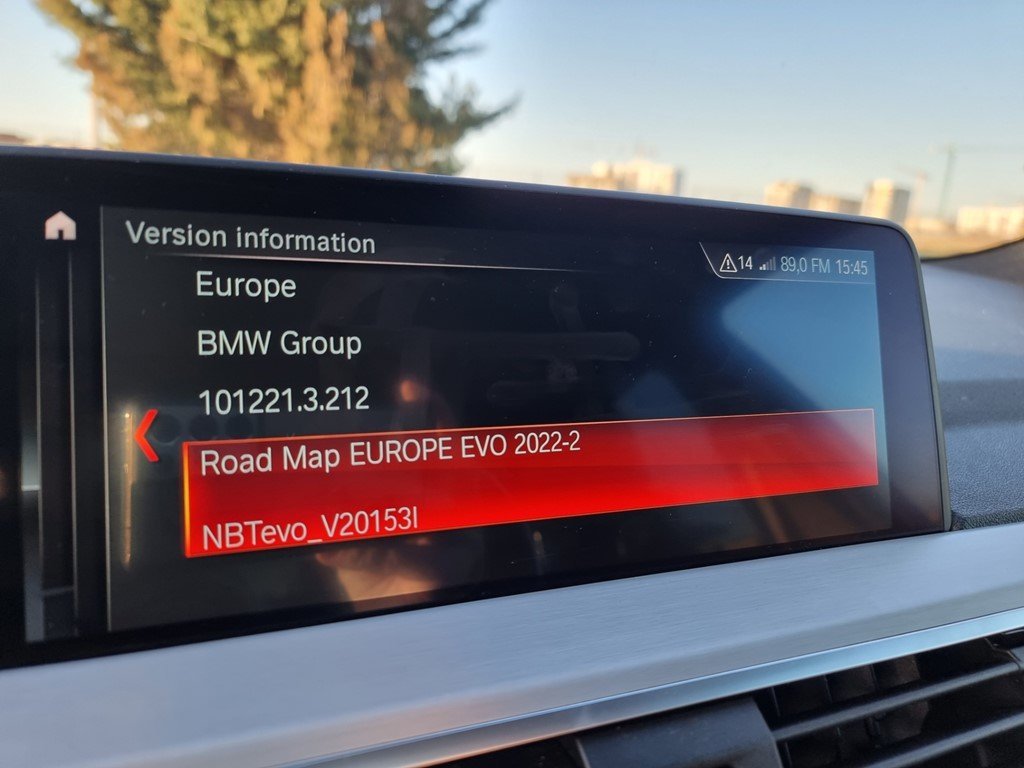 Version information
14 89,0 FM 15:45
Europe
BMW Group
101221.3.212
Road Map EUROPE EVO 2022-2
NBTevo_V20153I